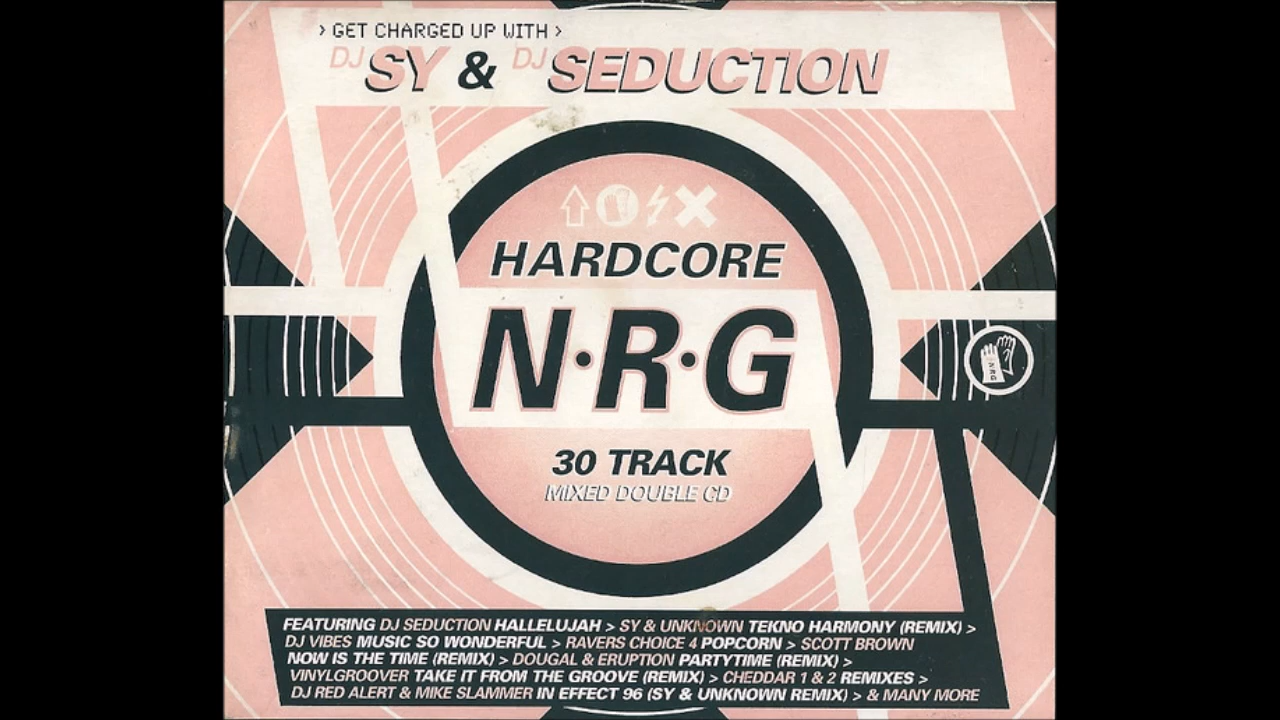 > GET CHARGED UP WITH >
DJ SY & DJ SEDUCTION
HARDCORE
N·R·G
30 TRACK
MIXED DOUBLE CD
NRG
FEATURING DJ SEDUCTION HALLELUJAH > SY & UNKNOWN TEKNO HARMONY (REMIX) >
DJ VIBES MUSIC SO WONDERFUL > RAVERS CHOICE 4 POPCORN > SCOTT BROWN
NOW IS THE TIME (REMIX) > DOUGAL & ERUPTION PARTYTIME (REMIX) >
VINYLGROOVER TAKE IT FROM THE GROOVE (REMIX) > CHEDDAR 1 & 2 REMIXES >
DJ RED ALERT & MIKE SLAMMER IN EFFECT 96 (SY & UNKNOWN REMIX) > & MANY MORE